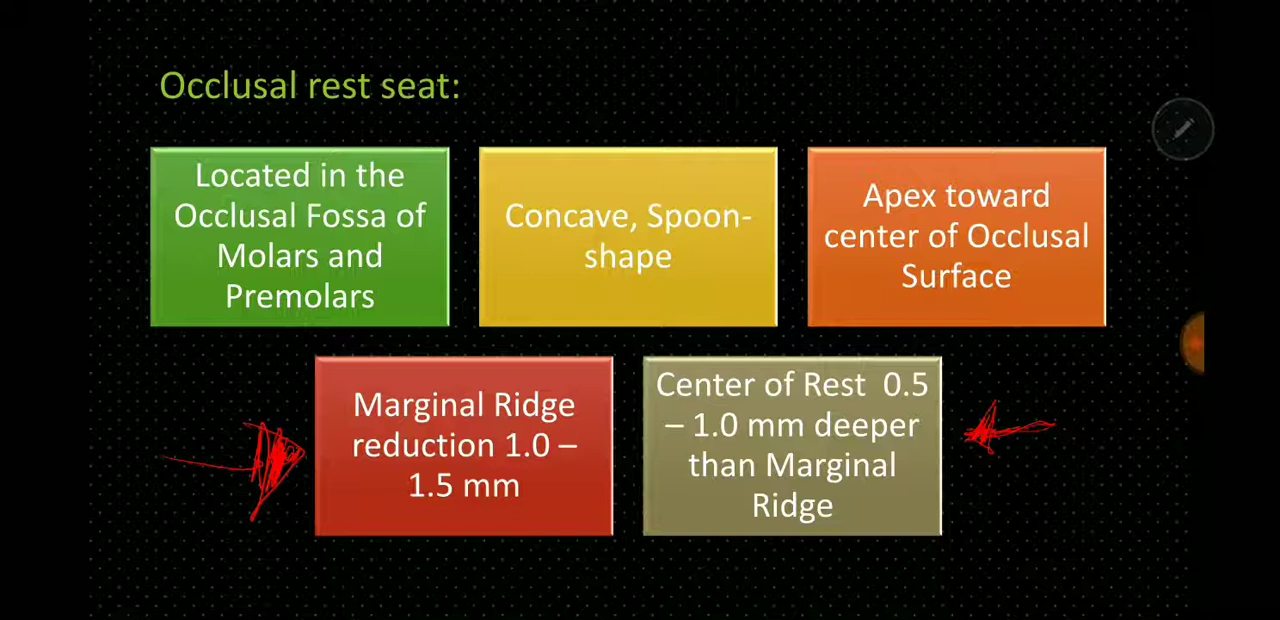 Occlusal rest seat:
Located in the
Occlusal Fossa of
Molars and
Premolars
Concave, Spoon-
shape
Apex toward
center of Occlusal
Surface
Marginal Ridge
reduction 1.0 –
1.5 mm
Center of Rest  0.5
– 1.0 mm deeper
than Marginal
Ridge